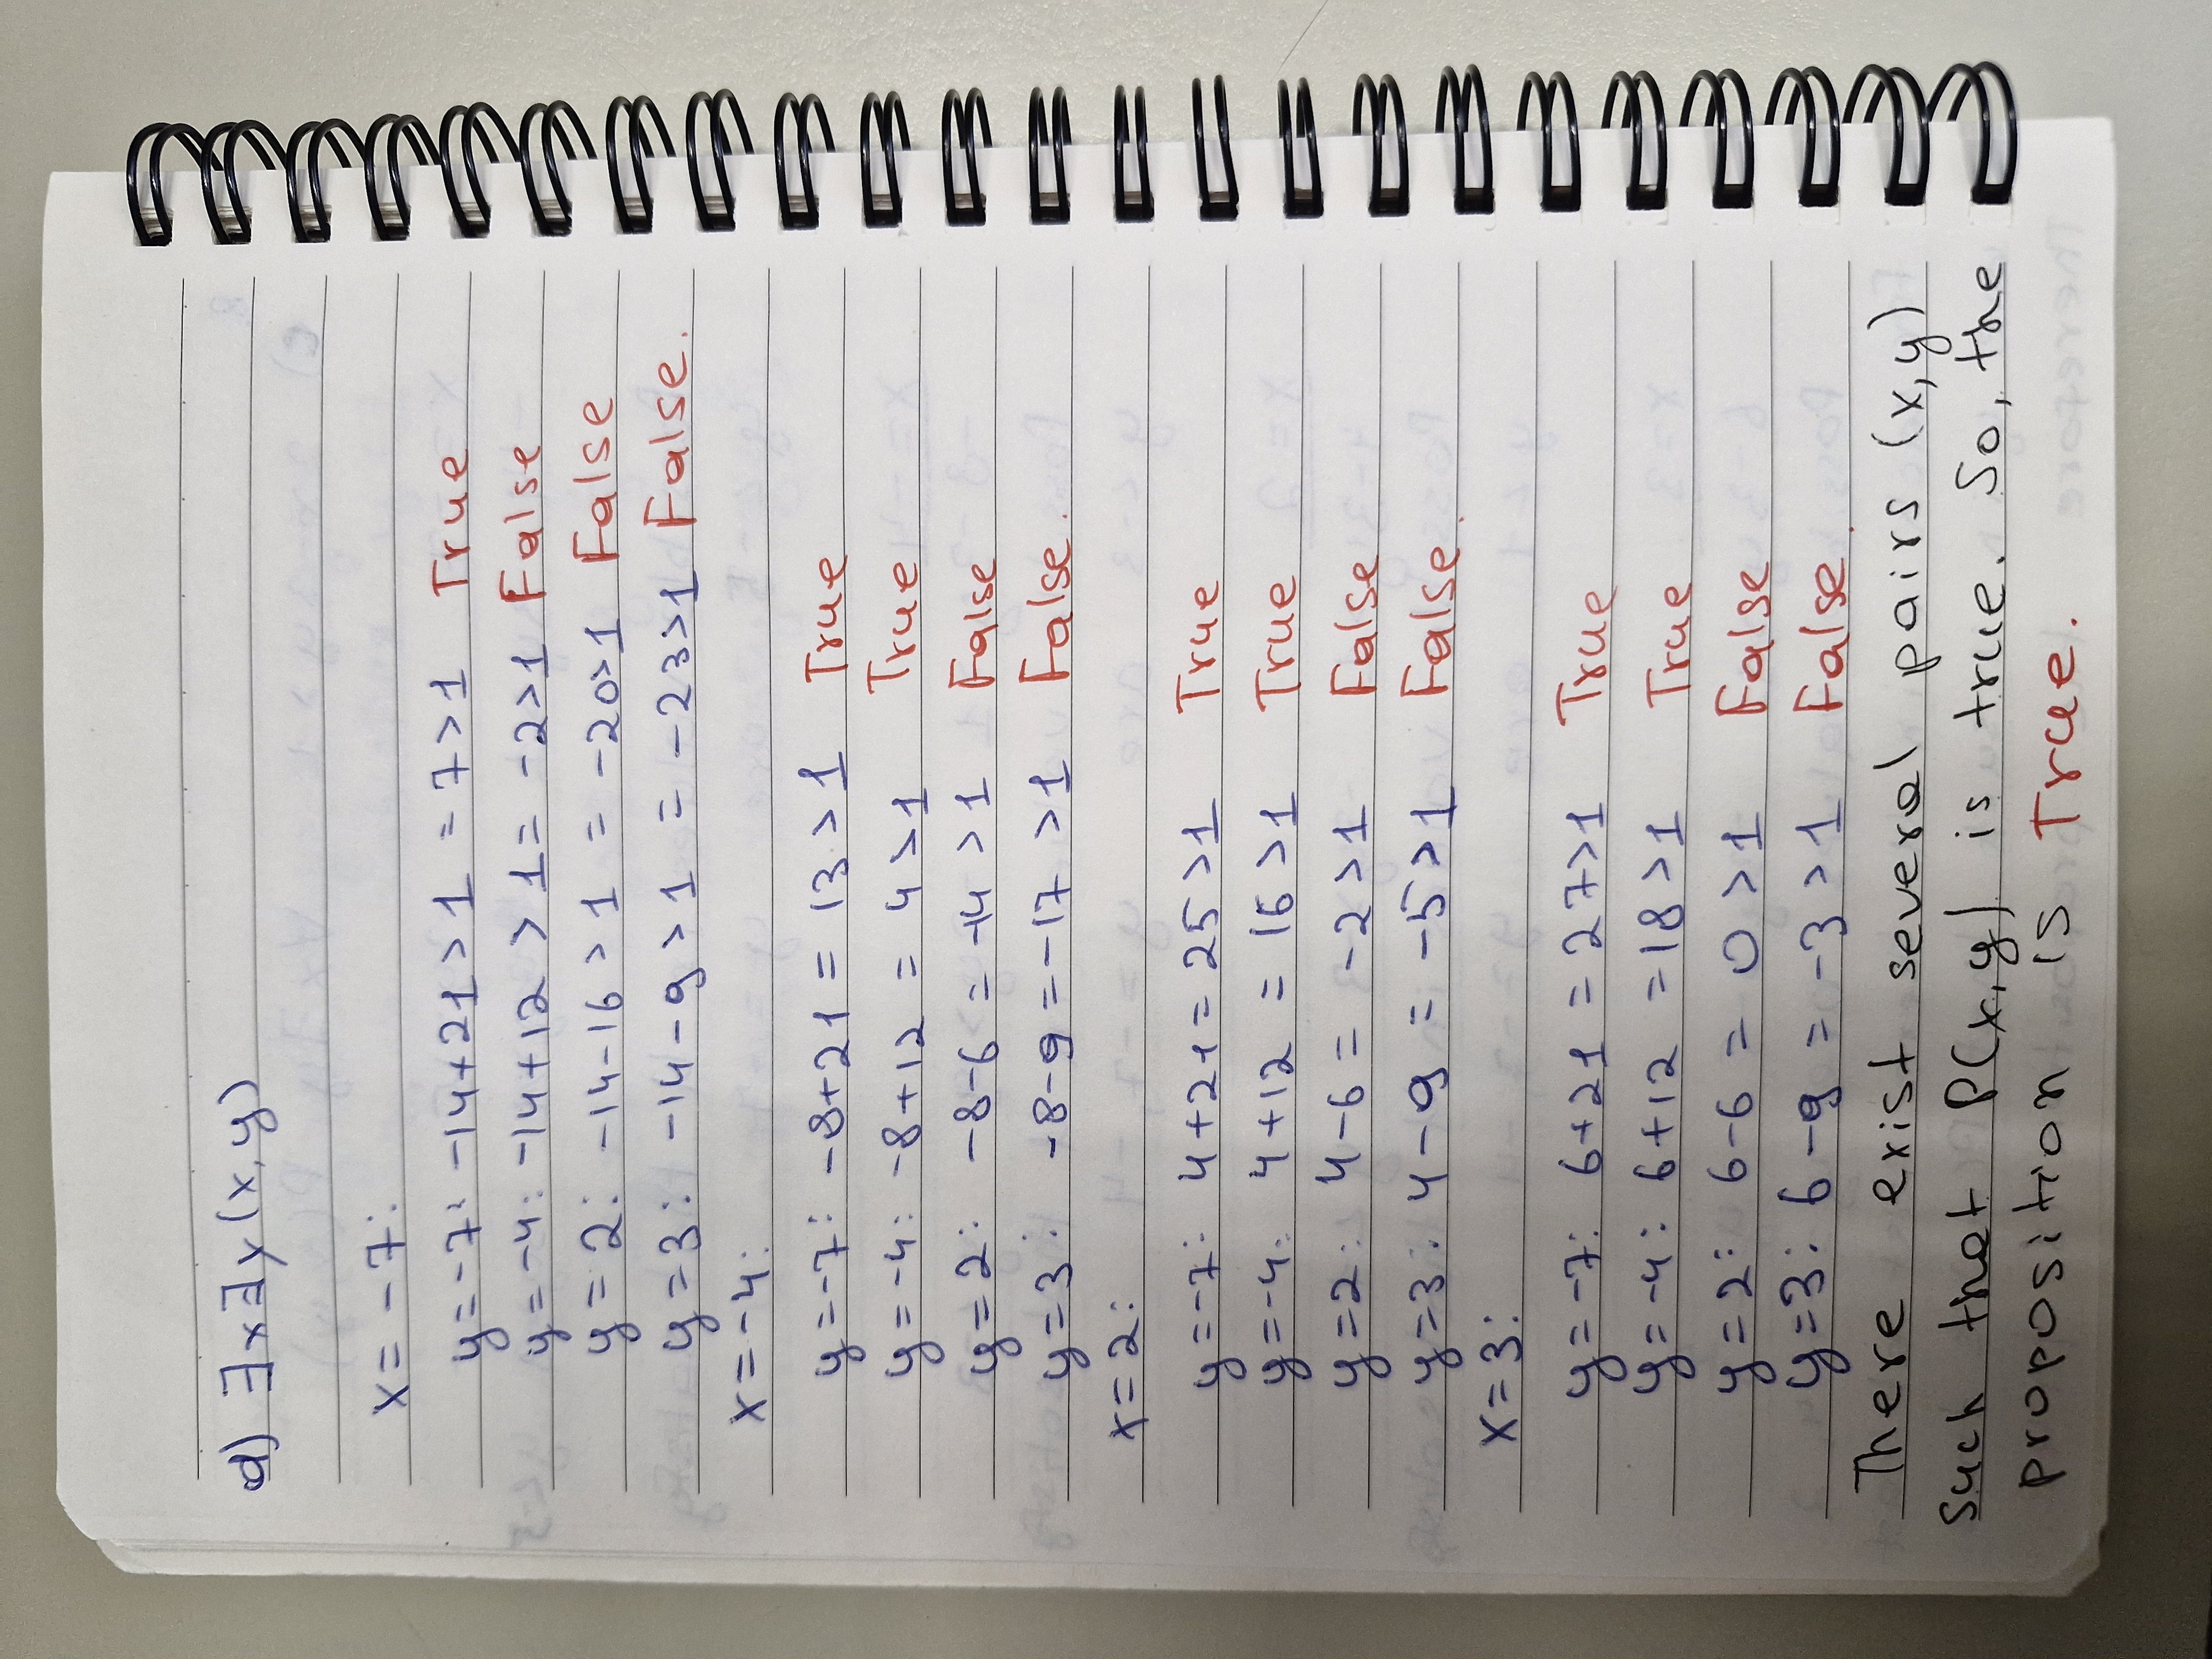 d) ∃x∃y(x,y)
x = -7:
y=-7: -14+21>1 = 7>1 True
y=-4: -14+12 >1= -2>1 False
y=2: -14-16 >1 = -20>1 False
y=3: -14-9>1 = -23>1 False.
x=-4:
y=-7: -8+21 = 13>1 True
y=-4: -8+12 = 4>1 True
y=2: -8-6 = -14>1 False
y=3: -8-9=-17 >1 False.
x=2:
y=-7: 4+21= 25>1 True
y=-4: 4+12 = 16>1 True
y=2: 4-6= -2>1 False
y=3: 4-9 = -5>1 False.
x=3:
y=-7: 6+21 = 27>1 True
y=-4: 6+12 =18>1 True
y=2: 6-6 = 0>1 False
y=3: 6-9 = -3>1 False.
There exist several pairs (x,y)
such that P(x,y) is true. So, the
proposition is True.